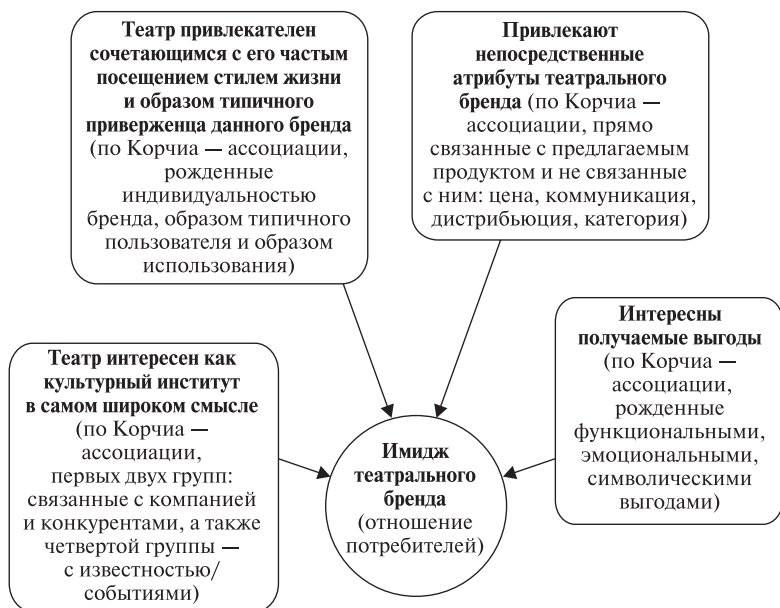 Театр привлекателен
сочетающимся с его частым
посещением стилем жизни
и образом типичного
приверженца данного бренда
(по Корчиа — ассоциации,
рожденные
индивидуальностью
бренда, образом типичного
пользователя и образом
использования)
Привлекают
непосредственные
атрибуты театрального
бренда (по Корчиа —
ассоциации, прямо
связанные с предлагаемым
продуктом и не связанные
с ним: цена, коммуникация,
дистрибьюция, категория)
Театр интересен как
культурный институт
в самом широком смысле
(по Корчиа —
ассоциации,
первых двух групп:
связанные с компанией
и конкурентами, а также
четвертой группы —
с известностью/
событиями)
Имидж
театрального
бренда
(отношение
потребителей)
Интересны
получаемые выгоды
(по Корчиа —
ассоциации,
рожденные
функциональными,
эмоциональными,
символическими
выгодами)